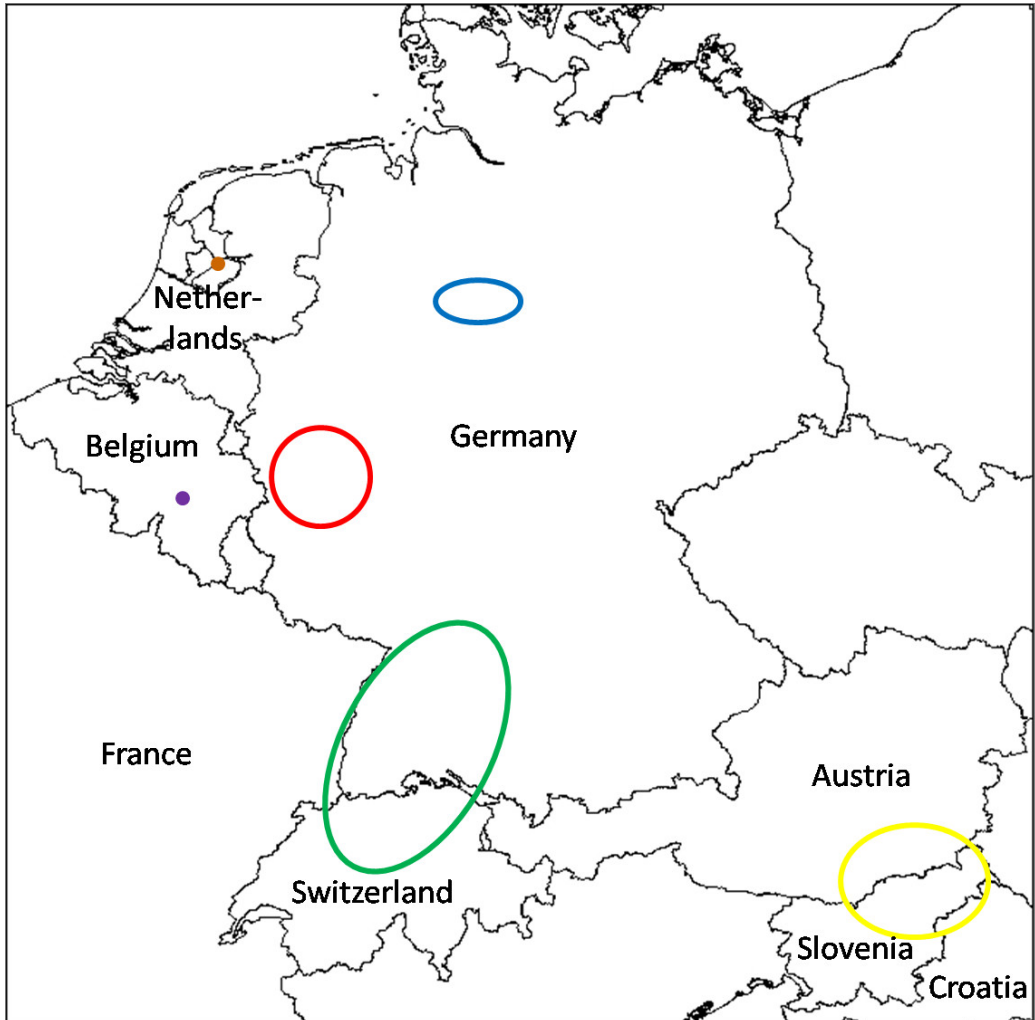 Nether-
lands
Belgium
Germany
France
Austria
Switzerland
Slovenia
Croatia